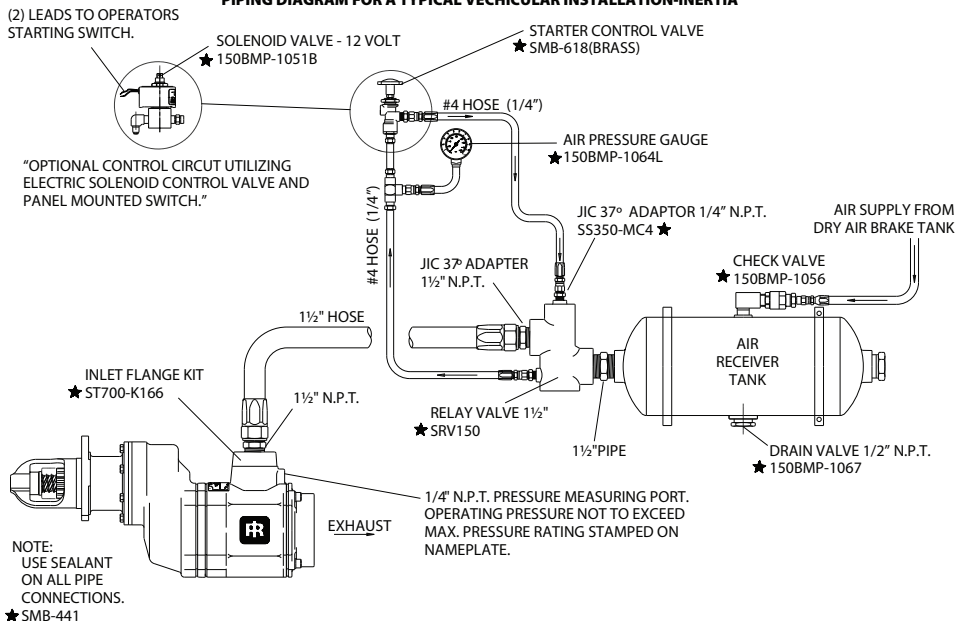 PIPING DIAGRAM FOR A TYPICAL VECHICULAR INSTALLATION-INERTIA
(2) LEADS TO OPERATORS
STARTING SWITCH.
SOLENOID VALVE - 12 VOLT
★ 150BMP-1051B
STARTER CONTROL VALVE
★ SMB-618(BRASS)
#4 HOSE (1/4")
AIR PRESSURE GAUGE
★ 150BMP-1064L
"OPTIONAL CONTROL CIRCUT UTILIZING
ELECTRIC SOLENOID CONTROL VALVE AND
PANEL MOUNTED SWITCH."
#4 HOSE (1/4")
JIC 37º ADAPTOR 1/4" N.P.T.
SS350-MC4 ★
AIR SUPPLY FROM
DRY AIR BRAKE TANK
JIC 37º ADAPTER
1½" N.P.T.
CHECK VALVE
★ 150BMP-1056
1½" HOSE
AIR
RECEIVER
TANK
INLET FLANGE KIT
★ ST700-K166
1½" N.P.T.
RELAY VALVE 1½"
★ SRV150
1½"PIPE
DRAIN VALVE 1/2" N.P.T.
★ 150BMP-1067
1/4" N.P.T. PRESSURE MEASURING PORT.
OPERATING PRESSURE NOT TO EXCEED
MAX. PRESSURE RATING STAMPED ON
NAMEPLATE.
IR
EXHAUST
NOTE:
USE SEALANT
ON ALL PIPE
CONNECTIONS.
★ SMB-441